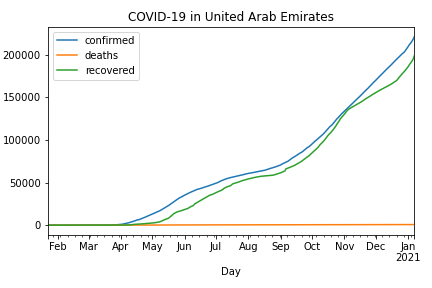 COVID-19 in United Arab Emirates
confirmed
deaths
recovered
200000
150000
100000
50000
0
Feb Mar Apr May Jun Jul Aug Sep Oct Nov Dec Jan
2021
Day